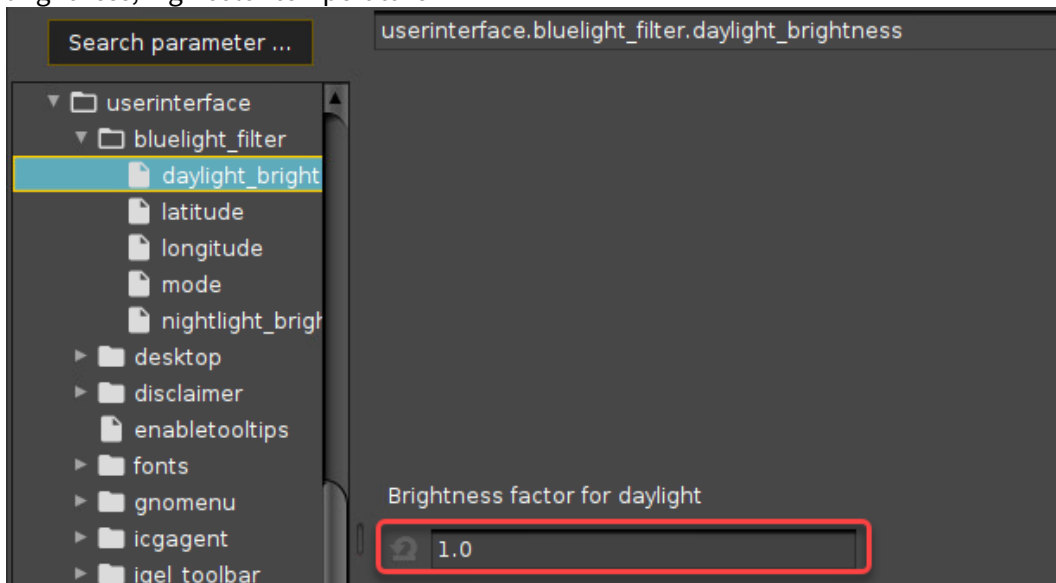 Search parameter ...
userinterface.bluelight_filter.daylight_brightness
userinterface
bluelight_filter
daylight_bright
latitude
longitude
mode
nightlight_brigh
desktop
disclaimer
enabletooltips
fonts
gnomenu
icgagent
igel_toolbar
Brightness factor for daylight
1.0